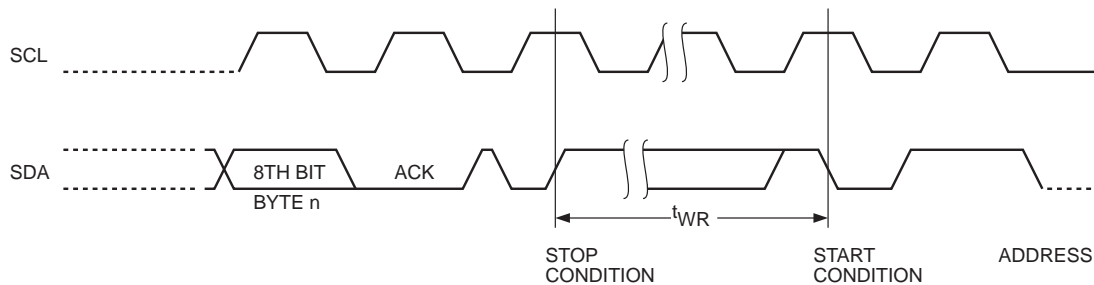 SCL
SDA
8TH BIT
ACK
BYTE n
tWR
STOP
CONDITION
START
CONDITION
ADDRESS